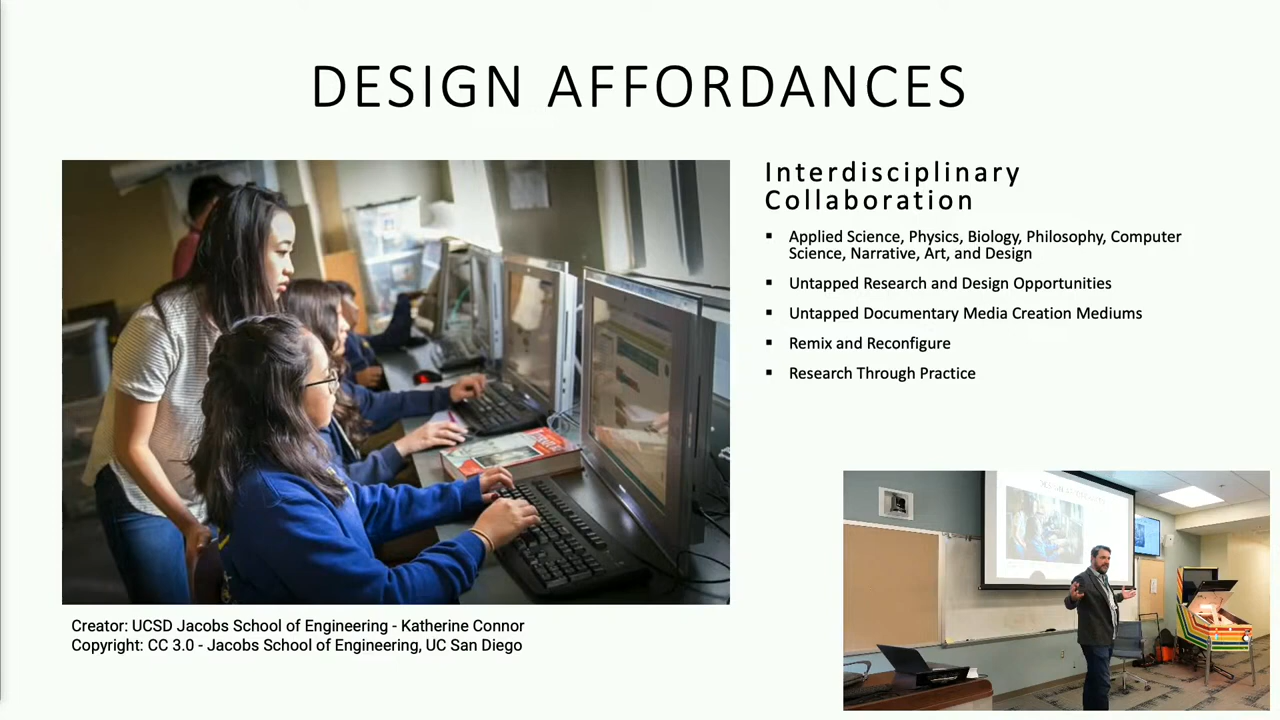 DESIGN AFFORDANCES
Interdisciplinary
Collaboration
▪ Applied Science, Physics, Biology, Philosophy, Computer
Science, Narrative, Art, and Design
▪ Untapped Research and Design Opportunities
▪ Untapped Documentary Media Creation Mediums
▪ Remix and Reconfigure
▪ Research Through Practice
Creator: UCSD Jacobs School of Engineering - Katherine Connor
Copyright: CC 3.0 - Jacobs School of Engineering, UC San Diego